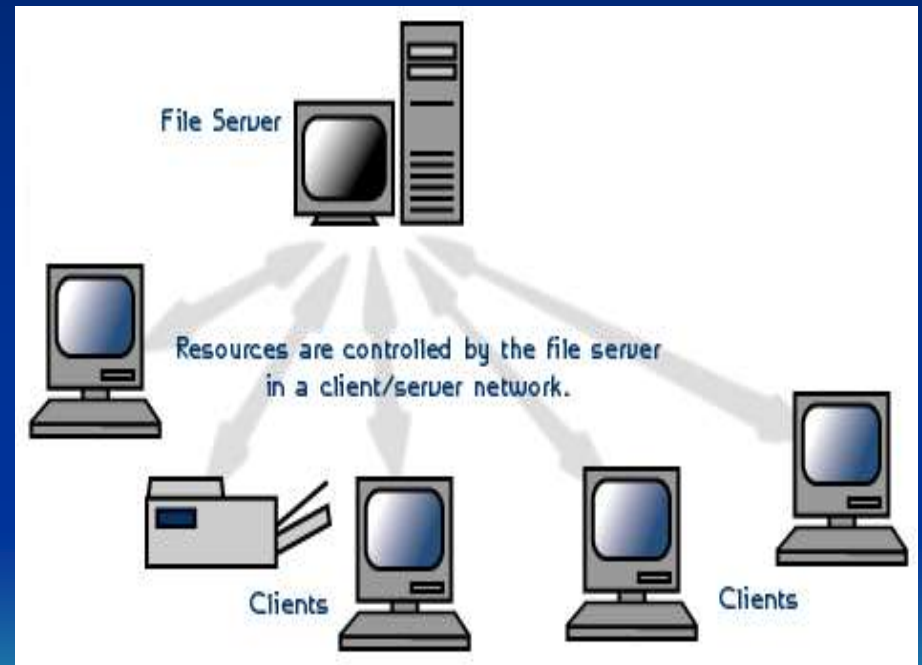 File Server
Resources are controlled by the file server
in a client/server network.
Clients
Clients